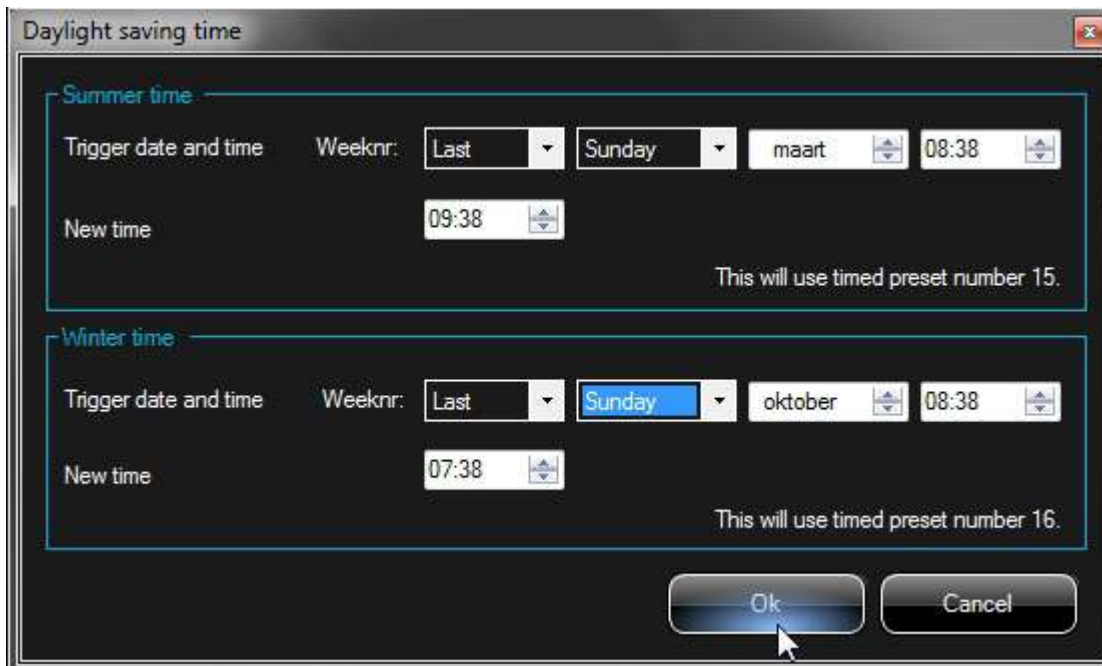 Daylight saving time
Summer time
Trigger date and time Weeknr: Last Sunday maart 08:38
New time 09:38
This will use timed preset number 15.
Winter time
Trigger date and time Weeknr: Last Sunday oktober 08:38
New time 07:38
This will use timed preset number 16.
Ok Cancel